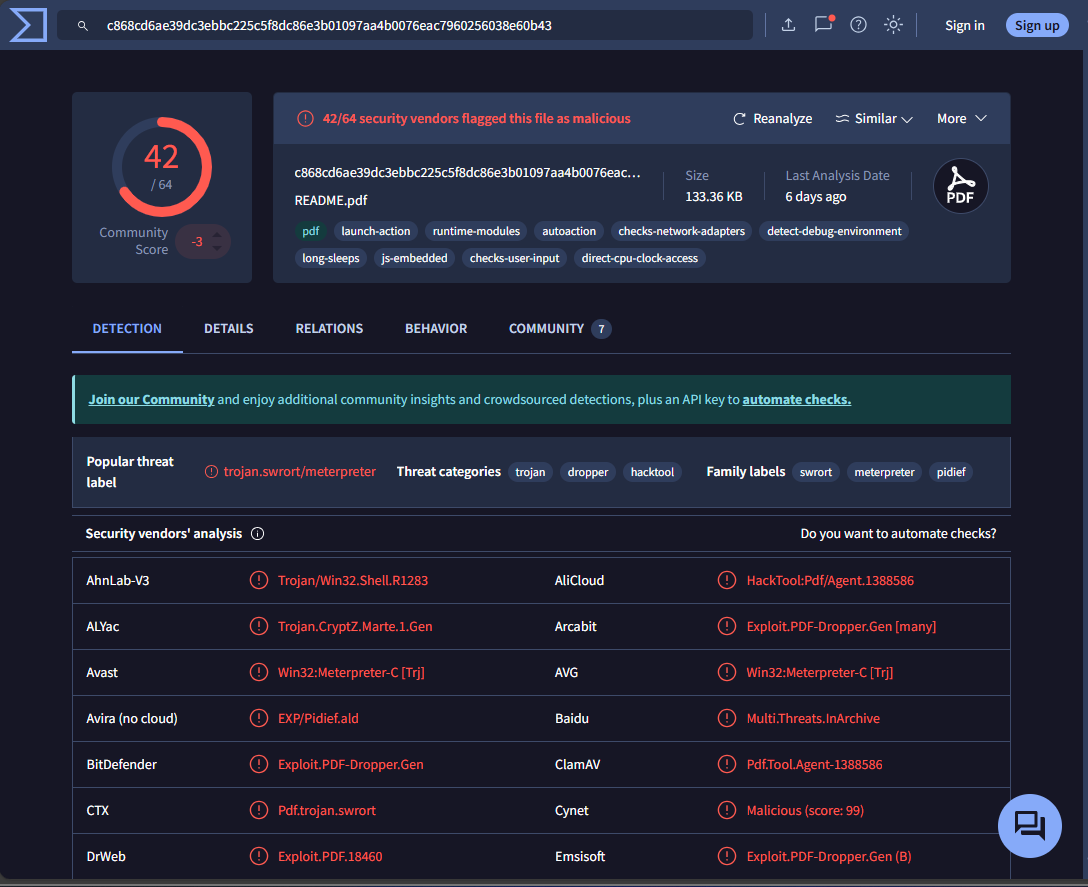 c868cd6ae39dc3ebbc225c5f8dc86e3b01097aa4b0076eac7960256038e60b43
Sign in
Sign up
42
/ 64
Community
Score
-3
42/64 security vendors flagged this file as malicious
Reanalyze
Similar
More
c868cd6ae39dc3ebbc225c5f8dc86e3b01097aa4b0076eac…
README.pdf
Size
133.36 KB
Last Analysis Date
6 days ago
PDF
pdf launch-action runtime-modules autoaction checks-network-adapters detect-debug-environment
long-sleeps js-embedded checks-user-input direct-cpu-clock-access
DETECTION DETAILS RELATIONS BEHAVIOR COMMUNITY 7
Join our Community and enjoy additional community insights and crowdsourced detections, plus an API key to automate checks.
Popular threat
label
trojan.swrort/meterpreter
Threat categories trojan dropper hacktool
Family labels swrort meterpreter pidief
Security vendors' analysis
Do you want to automate checks?
AhnLab-V3 Trojan/Win32.Shell.R1283 AliCloud HackTool:Pdf/Agent.1388586
ALYac Trojan.CryptZ.Marte.1.Gen Arcabit Exploit.PDF-Dropper.Gen [many]
Avast Win32:Meterpreter-C [Trj] AVG Win32:Meterpreter-C [Trj]
Avira (no cloud) EXP/Pidief.ald Baidu Multi.Threats.InArchive
BitDefender Exploit.PDF-Dropper.Gen ClamAV Pdf.Tool.Agent-1388586
CTX Pdf.trojan.swrort Cynet Malicious (score: 99)
DrWeb Exploit.PDF.18460 Emsisoft Exploit.PDF-Dropper.Gen (B)